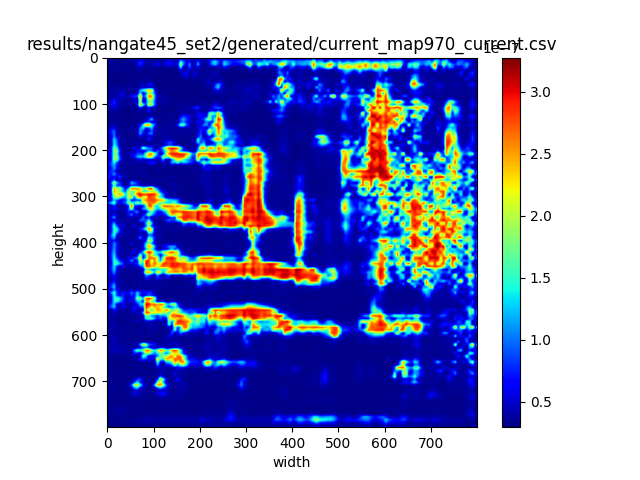 results/nangate45_set2/generated/current_map970_current.csv
1e−7
0
100
200
300
400
500
600
700
height
0 100 200 300 400 500 600 700
width
3.0
2.5
2.0
1.5
1.0
0.5